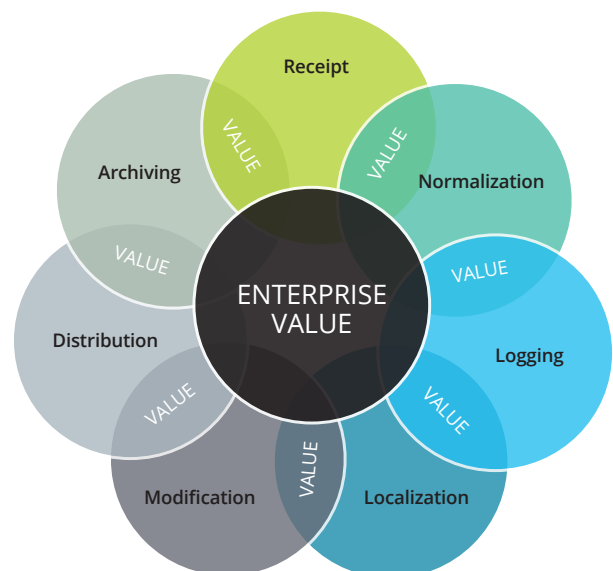 Receipt
VALUE
VALUE
Archiving
Normalization
VALUE
VALUE
ENTERPRISE
VALUE
Distribution
Logging
VALUE
VALUE
VALUE
Modification
Localization